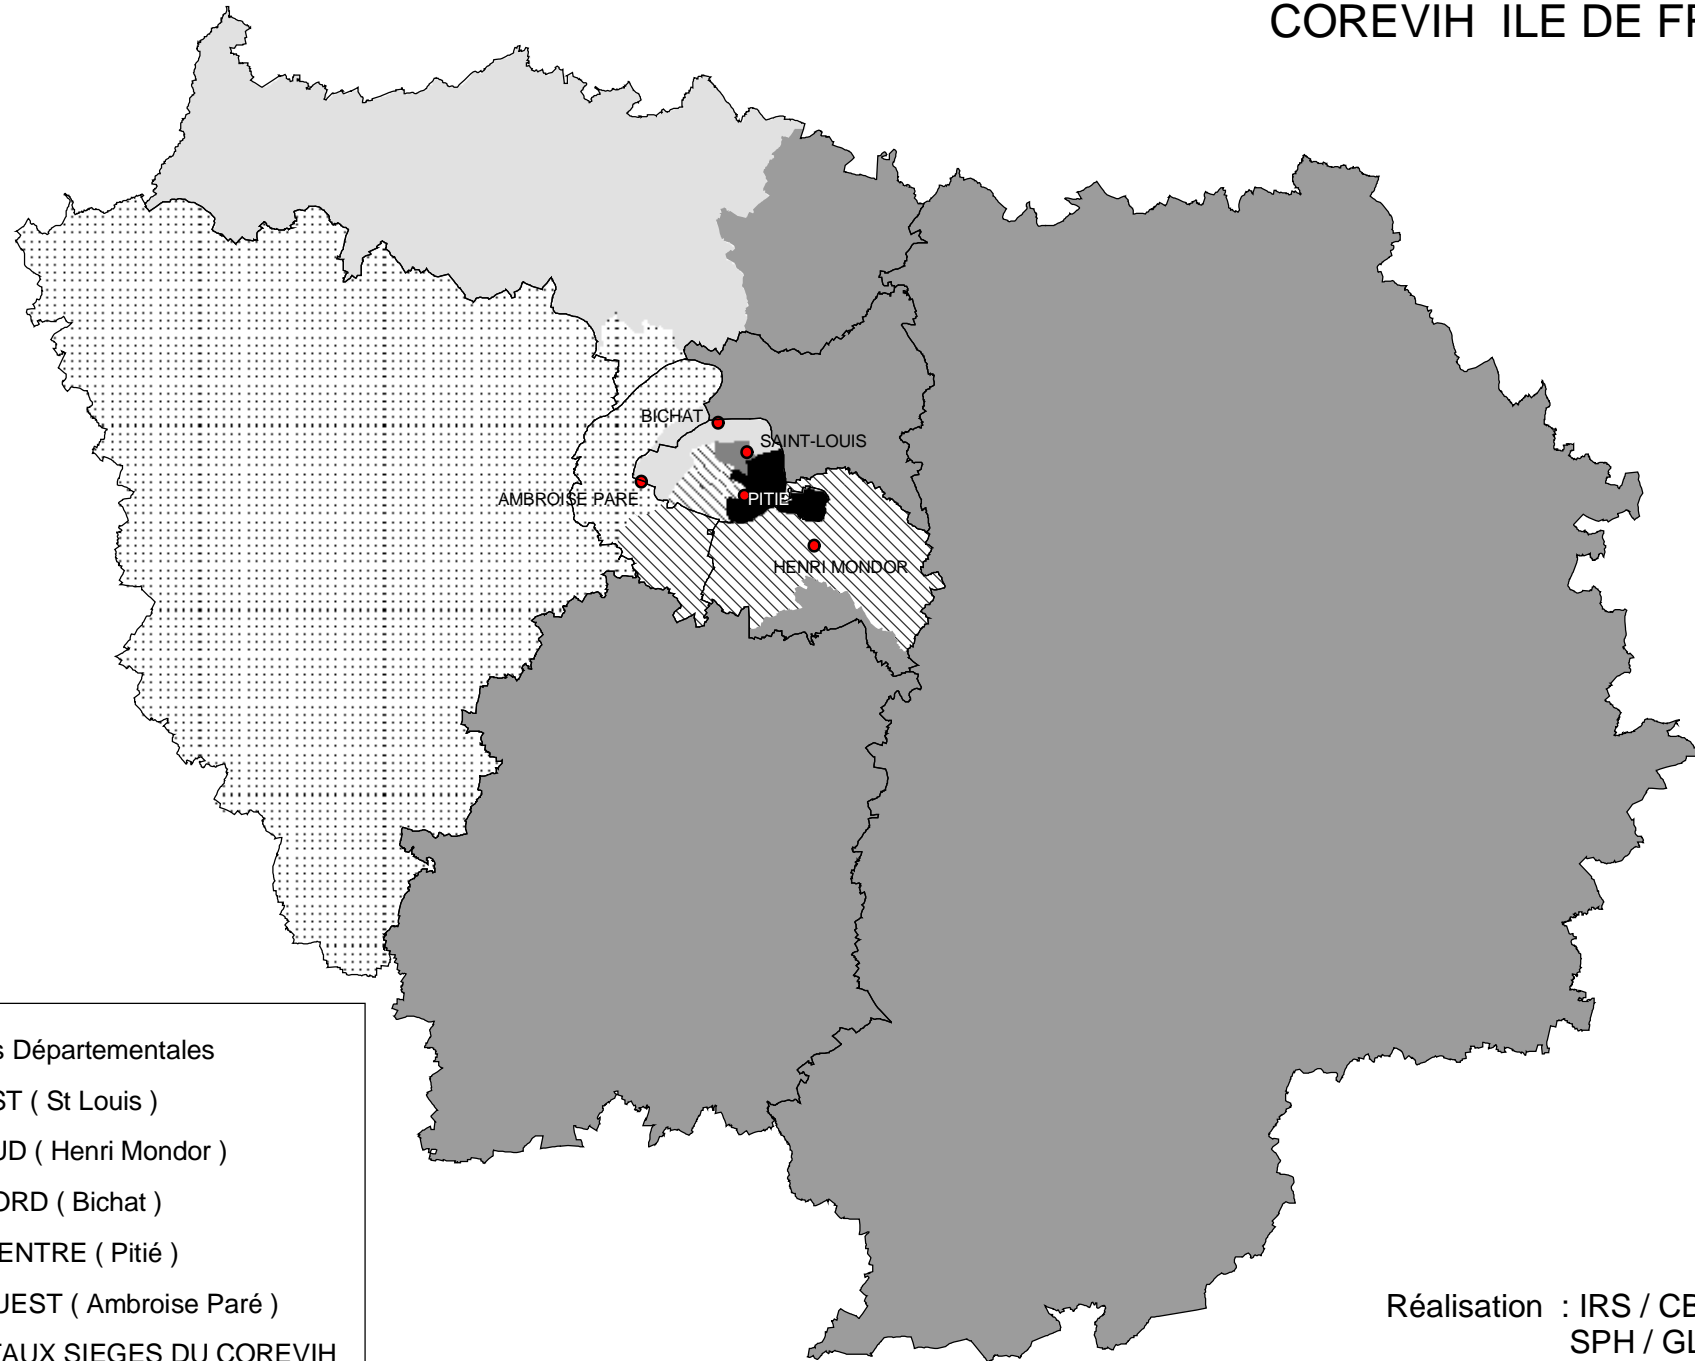 COREVIH ILE DE FR
BICHAT
SAINT-LOUIS
AMBROISE PARE
PITIE
HENRI MONDOR
s Départementales
ST ( St Louis )
UD ( Henri Mondor )
ORD ( Bichat )
ENTRE ( Pitié )
UEST ( Ambroise Paré )
TAUX SIEGES DU COREVIH
Réalisation : IRS / CE
SPH / GL